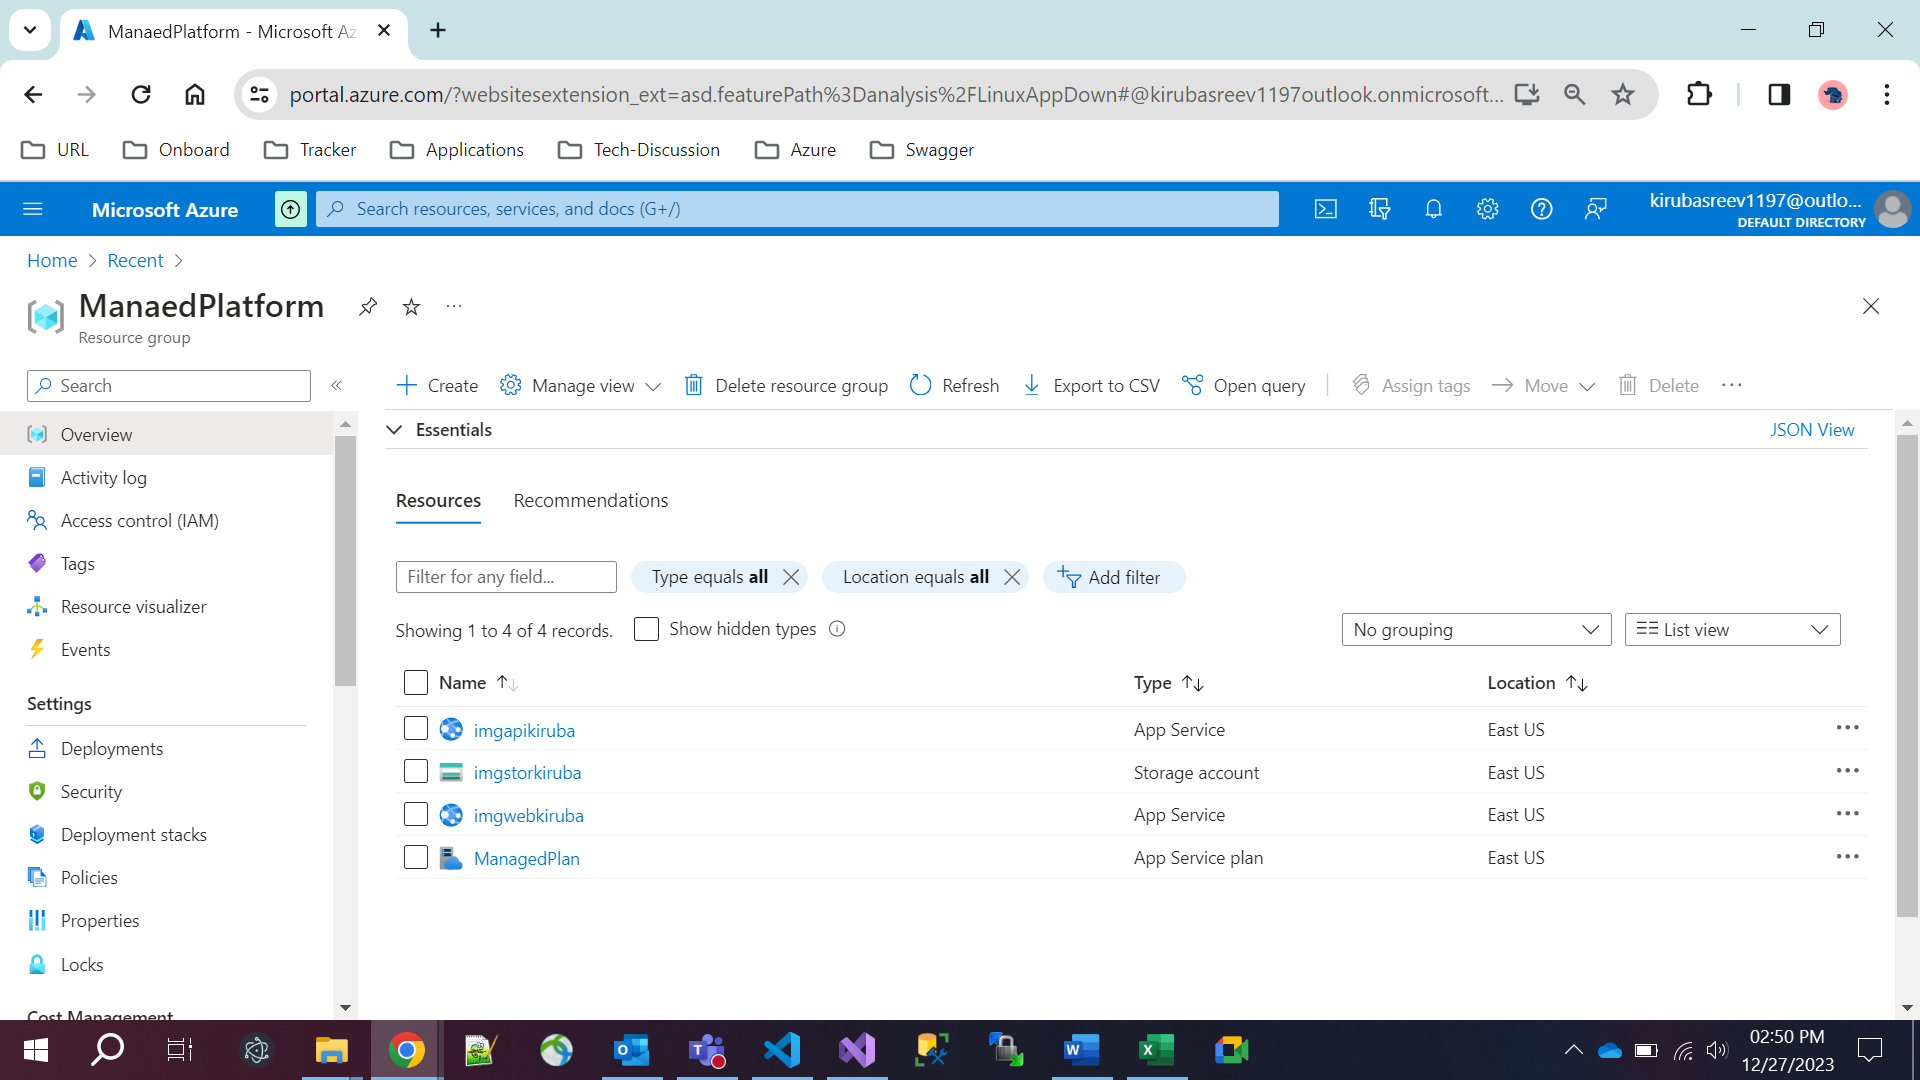 ManaedPlatform - Microsoft Az
portal.azure.com/?websitesextension_ext=asd.featurePath%3Danalysis%2FLinuxAppDown#@kirubasreev1197outlook.onmicrosoft...
URL Onboard Tracker Applications Tech-Discussion Azure Swagger
Microsoft Azure
Search resources, services, and docs (G+/)
kirubasreev1197@outlo...
DEFAULT DIRECTORY
Home > Recent >
ManaedPlatform
Resource group
Search
Create Manage view Delete resource group Refresh Export to CSV Open query Assign tags Move Delete
Overview
Activity log
Access control (IAM)
Tags
Resource visualizer
Events
Settings
Deployments
Security
Deployment stacks
Policies
Properties
Locks
Cost Management
Essentials
JSON View
Resources Recommendations
Filter for any field...
Type equals all
Location equals all
Add filter
Showing 1 to 4 of 4 records.
Show hidden types
No grouping
List view
Name Type Location
imgapikiruba App Service East US
imgstorkiruba Storage account East US
imgwebkiruba App Service East US
ManagedPlan App Service plan East US
02:50 PM
12/27/2023